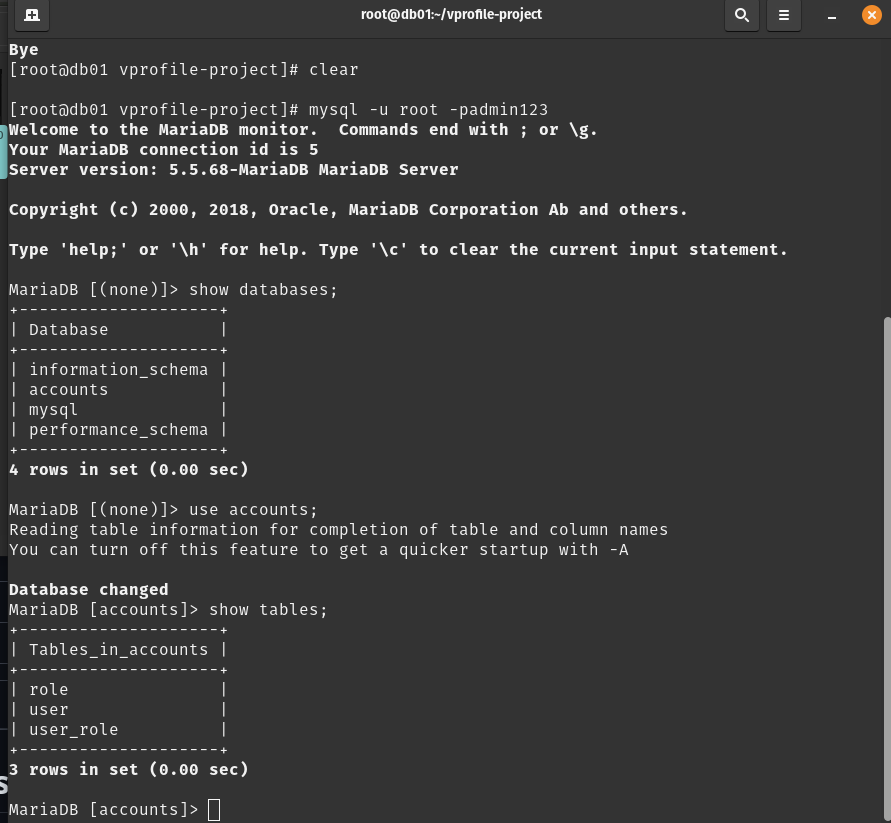 root@db01:~/vprofile-project
Bye
[root@db01 vprofile-project]# clear
[root@db01 vprofile-project]# mysql -u root -padmin123
Welcome to the MariaDB monitor.  Commands end with ; or \g.
Your MariaDB connection id is 5
Server version: 5.5.68-MariaDB MariaDB Server
Copyright (c) 2000, 2018, Oracle, MariaDB Corporation Ab and others.
Type 'help;' or '\h' for help. Type '\c' to clear the current input statement.
MariaDB [(none)]> show databases;
+--------------------+
| Database           |
+--------------------+
| information_schema |
| accounts           |
| mysql              |
| performance_schema |
+--------------------+
4 rows in set (0.00 sec)
MariaDB [(none)]> use accounts;
Reading table information for completion of table and column names
You can turn off this feature to get a quicker startup with -A
Database changed
MariaDB [accounts]> show tables;
+--------------------+
| Tables_in_accounts |
+--------------------+
| role               |
| user               |
| user_role          |
+--------------------+
3 rows in set (0.00 sec)
MariaDB [accounts]>